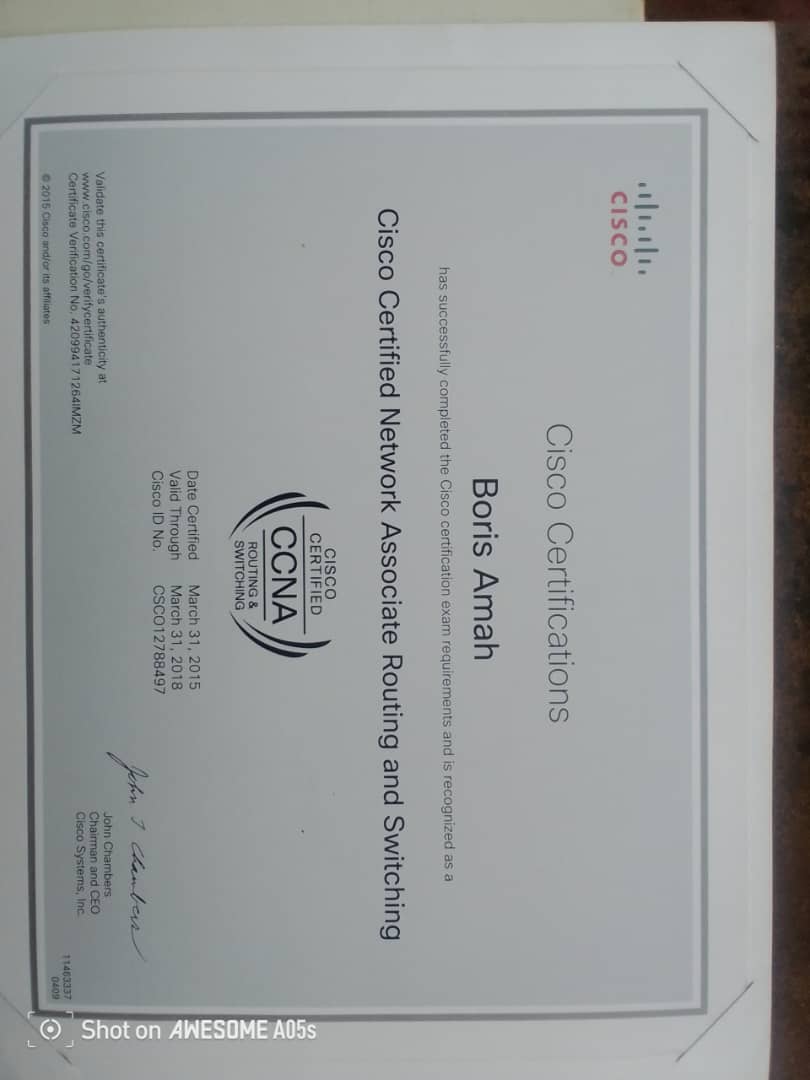 CISCO
Cisco Certifications
Boris Amah
has successfully completed the Cisco certification exam requirements and is recognized as a
Cisco Certified Network Associate Routing and Switching
CISCO
CERTIFIED
CCNA
ROUTING &
SWITCHING
Date Certified March 31, 2015
Valid Through March 31, 2018
Cisco ID No. CSCO12788497
John T Chambers
Validate this certificate's authenticity at
www.cisco.com/go/verifycertificate
Certificate Verification No. 420994171264IMZM
© 2015 Cisco and/or its affiliates
John Chambers
Chairman and CEO
Cisco Systems, Inc.
11463337
0409
Shot on AWESOME A05s